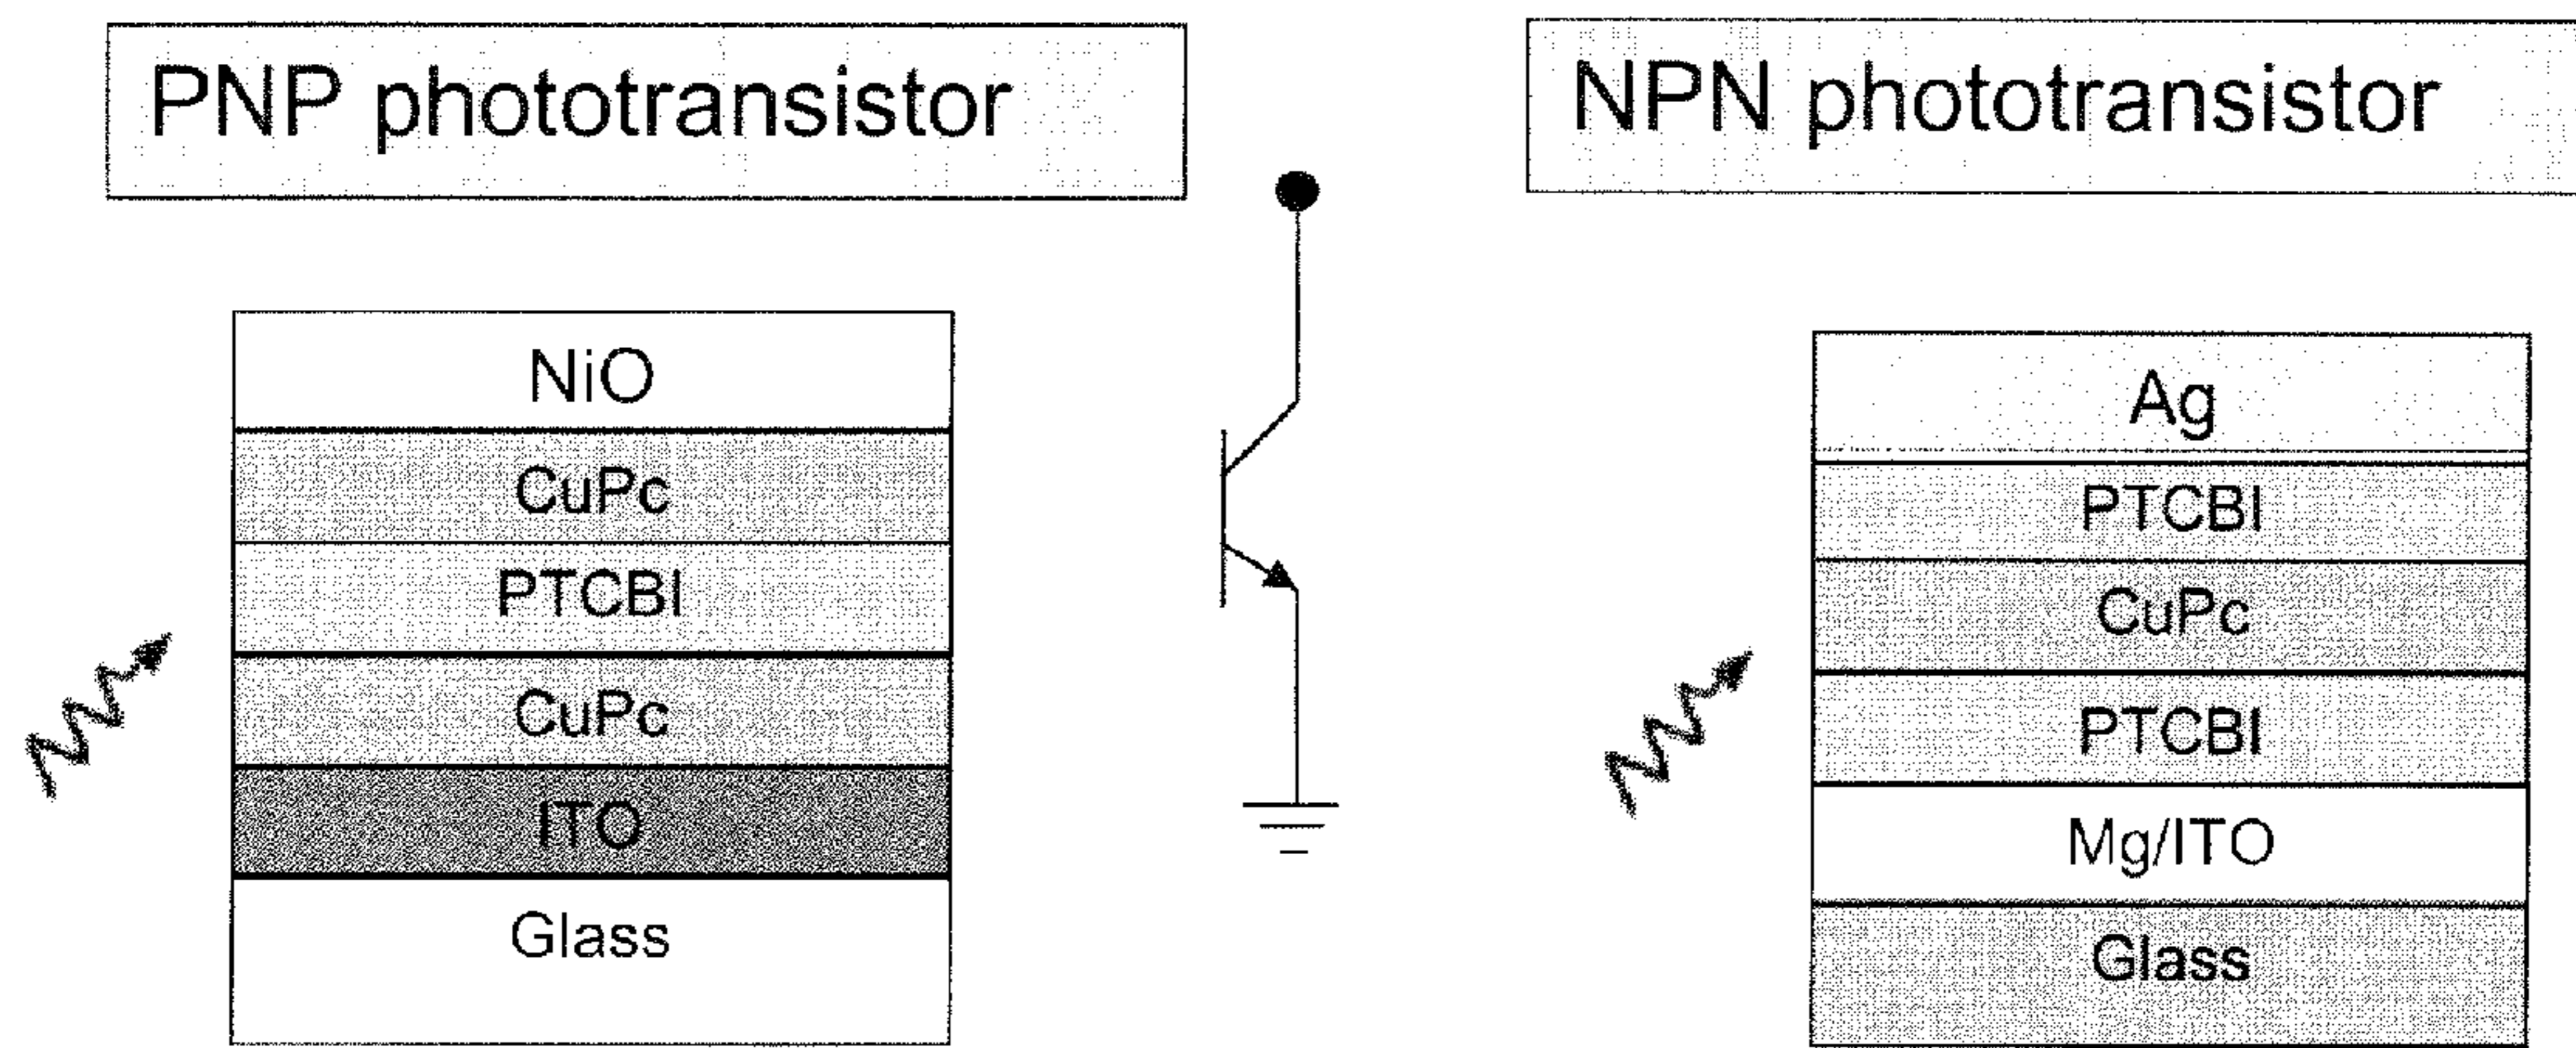 PNP phototransistor
NiO
CuPc
PTCBI
CuPc
ITO
Glass
NPN phototransistor
Ag
PTCBI
CuPc
PTCBI
Mg/ITO
Glass